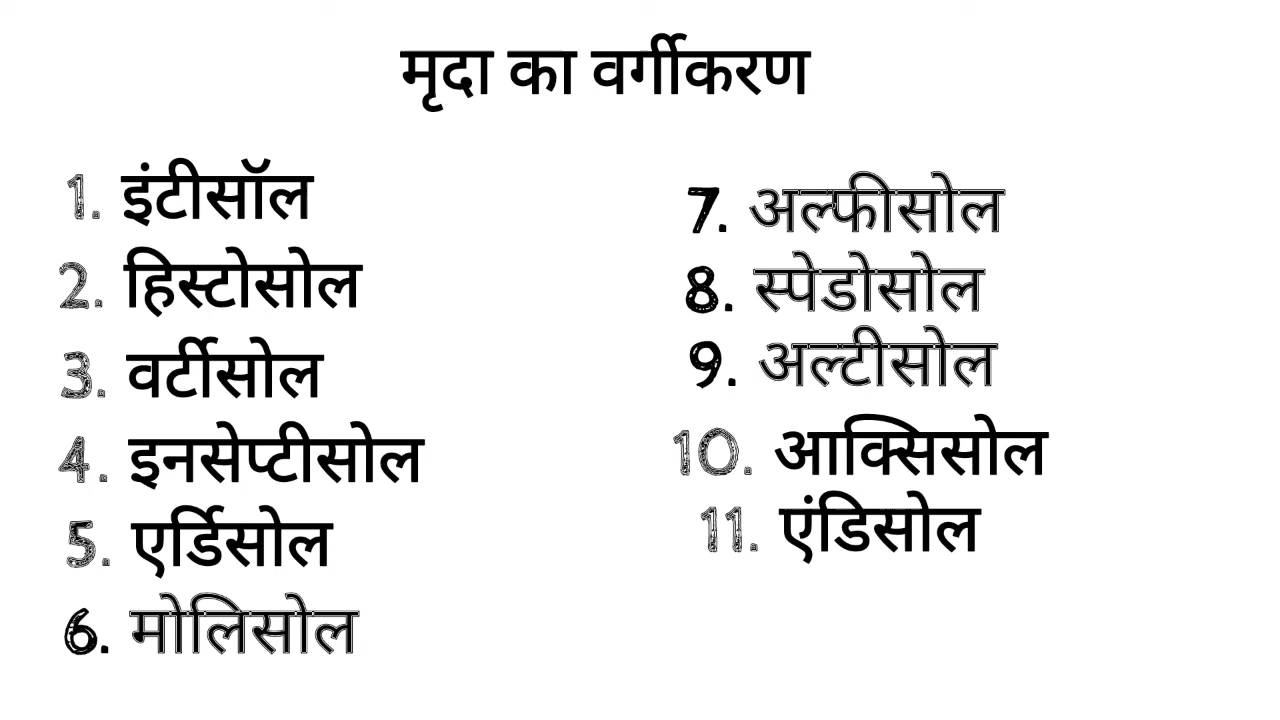 मृदा का वर्गीकरण
1. इंटीसॉल
2. हिस्टोसोल
3. वर्टीसोल
4. इनसेप्टीसोल
5. एर्डिसोल
6. मोलिसोल
7. अल्फीसोल
8. स्पेडोसोल
9. अल्टीसोल
10. आक्सिसोल
11. एंडिसोल